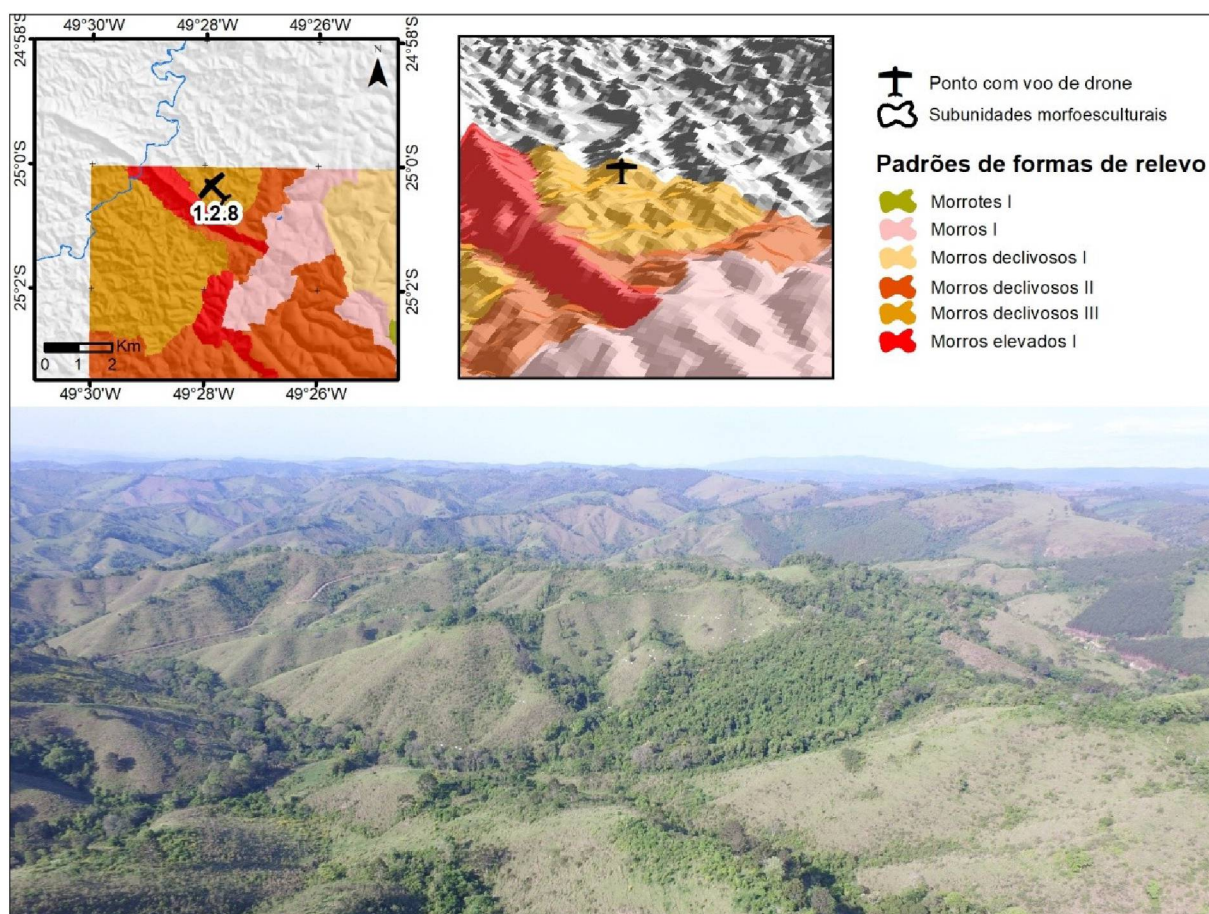 49°30'W 49°28'W 49°26'W
24°58'S 24°58'S
N
25°0'S 25°0'S
1.2.8
25°2'S 25°2'S
Km
0 1 2
49°30'W 49°28'W 49°26'W
Ponto com voo de drone
Subunidades morfoesculturais
Padrões de formas de relevo
Morrotes I
Morros I
Morros declivosos I
Morros declivosos II
Morros declivosos III
Morros elevados I